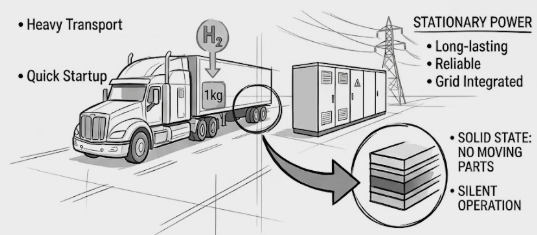 • Heavy Transport
• Quick Startup
H₂
1kg
STATIONARY POWER
• Long-lasting
• Reliable
• Grid Integrated
• SOLID STATE:
NO MOVING
PARTS
• SILENT
OPERATION